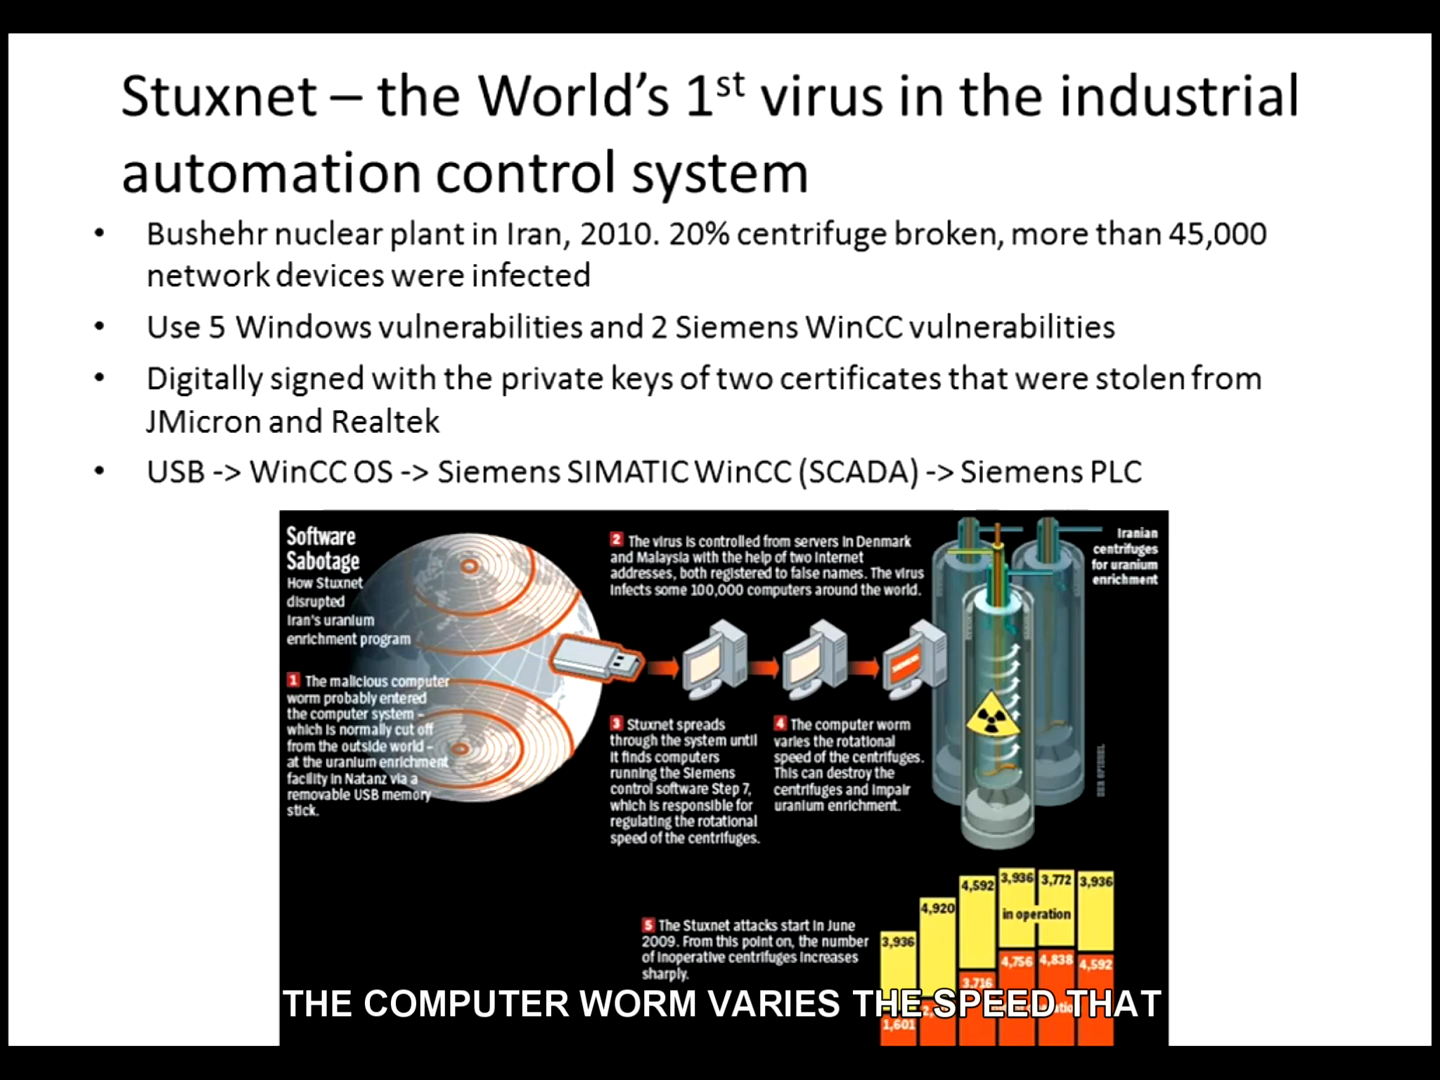 Stuxnet – the World's 1st virus in the industrial
automation control system
• Bushehr nuclear plant in Iran, 2010. 20% centrifuge broken, more than 45,000
network devices were infected
• Use 5 Windows vulnerabilities and 2 Siemens WinCC vulnerabilities
• Digitally signed with the private keys of two certificates that were stolen from
JMicron and Realtek
• USB -> WinCC OS -> Siemens SIMATIC WinCC (SCADA) -> Siemens PLC
Software
Sabotage
How Stuxnet
disrupted
Iran's uranium
enrichment program
1 The malicious computer
worm probably entered
the computer system –
which is normally cut off
from the outside world –
at the uranium enrichment
facility in Natanz via a
removable USB memory
stick.
2 The virus is controlled from servers in Denmark
and Malaysia with the help of two Internet
addresses, both registered to false names. The virus
infects some 100,000 computers around the world.
3 Stuxnet spreads
through the system until
it finds computers
running the Siemens
control software Step 7,
which is responsible for
regulating the rotational
speed of the centrifuges.
4 The computer worm
varies the rotational
speed of the centrifuges.
This can destroy the
centrifuges and impair
uranium enrichment.
Iranian
centrifuges
for uranium
enrichment
DER SPIEGEL
5 The Stuxnet attacks start in June
2009. From this point on, the number
of inoperative centrifuges increases
sharply.
3,936
4,920
4,592
3,936
3,772
3,936
in operation
1,601
3,716
4,756
4,838
4,592
THE COMPUTER WORM VARIES THE SPEED THAT